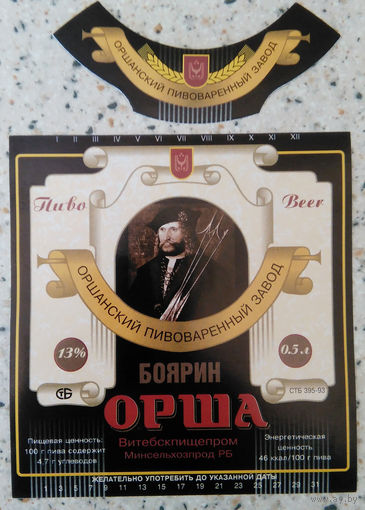 ОРШАНСКИЙ ПИВОВАРЕННЫЙ ЗАВОД
I II III IV V VI VII VIII IX X XI XII
Пиво Beer
ОРШАНСКИЙ ПИВОВАРЕННЫЙ ЗАВОД
13% 0.5 л
БОЯРИН
СТБ СТБ 395-93
ОРША
Пищевая ценность:
100 г пива содержит
4,7 г углеводов
Витебскпищепром
Минсельхозпрод РБ
Энергетическая
ценность
46 ккал/100 г пива
ЖЕЛАТЕЛЬНО УПОТРЕБИТЬ ДО УКАЗАННОЙ ДАТЫ
1 3 5 7 9 11 13 15 17 19 21 23 25 27 29 31
ay.by